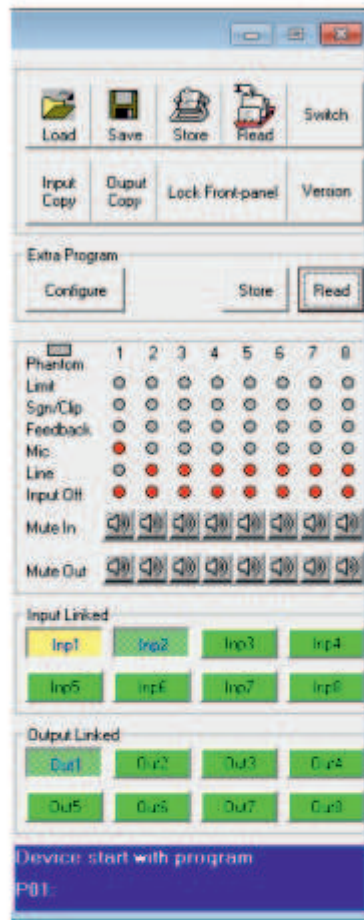 Load Save Store Read Switch
Input Copy Ouput Copy Lock Front-panel Version
Extra Program
Configure Store Read
Phantom 1 2 3 4 5 6 7 8
Limit
Sgn/Clip
Feedback
Mic
Line
Input Off
Mute In
Mute Out
Input Linked
Inp1 Inp2 Inp3 Inp4
Inp5 Inp6 Inp7 Inp8
Output Linked
Out1 Out2 Out3 Out4
Out5 Out6 Out7 Out8
Device start with program
P01: